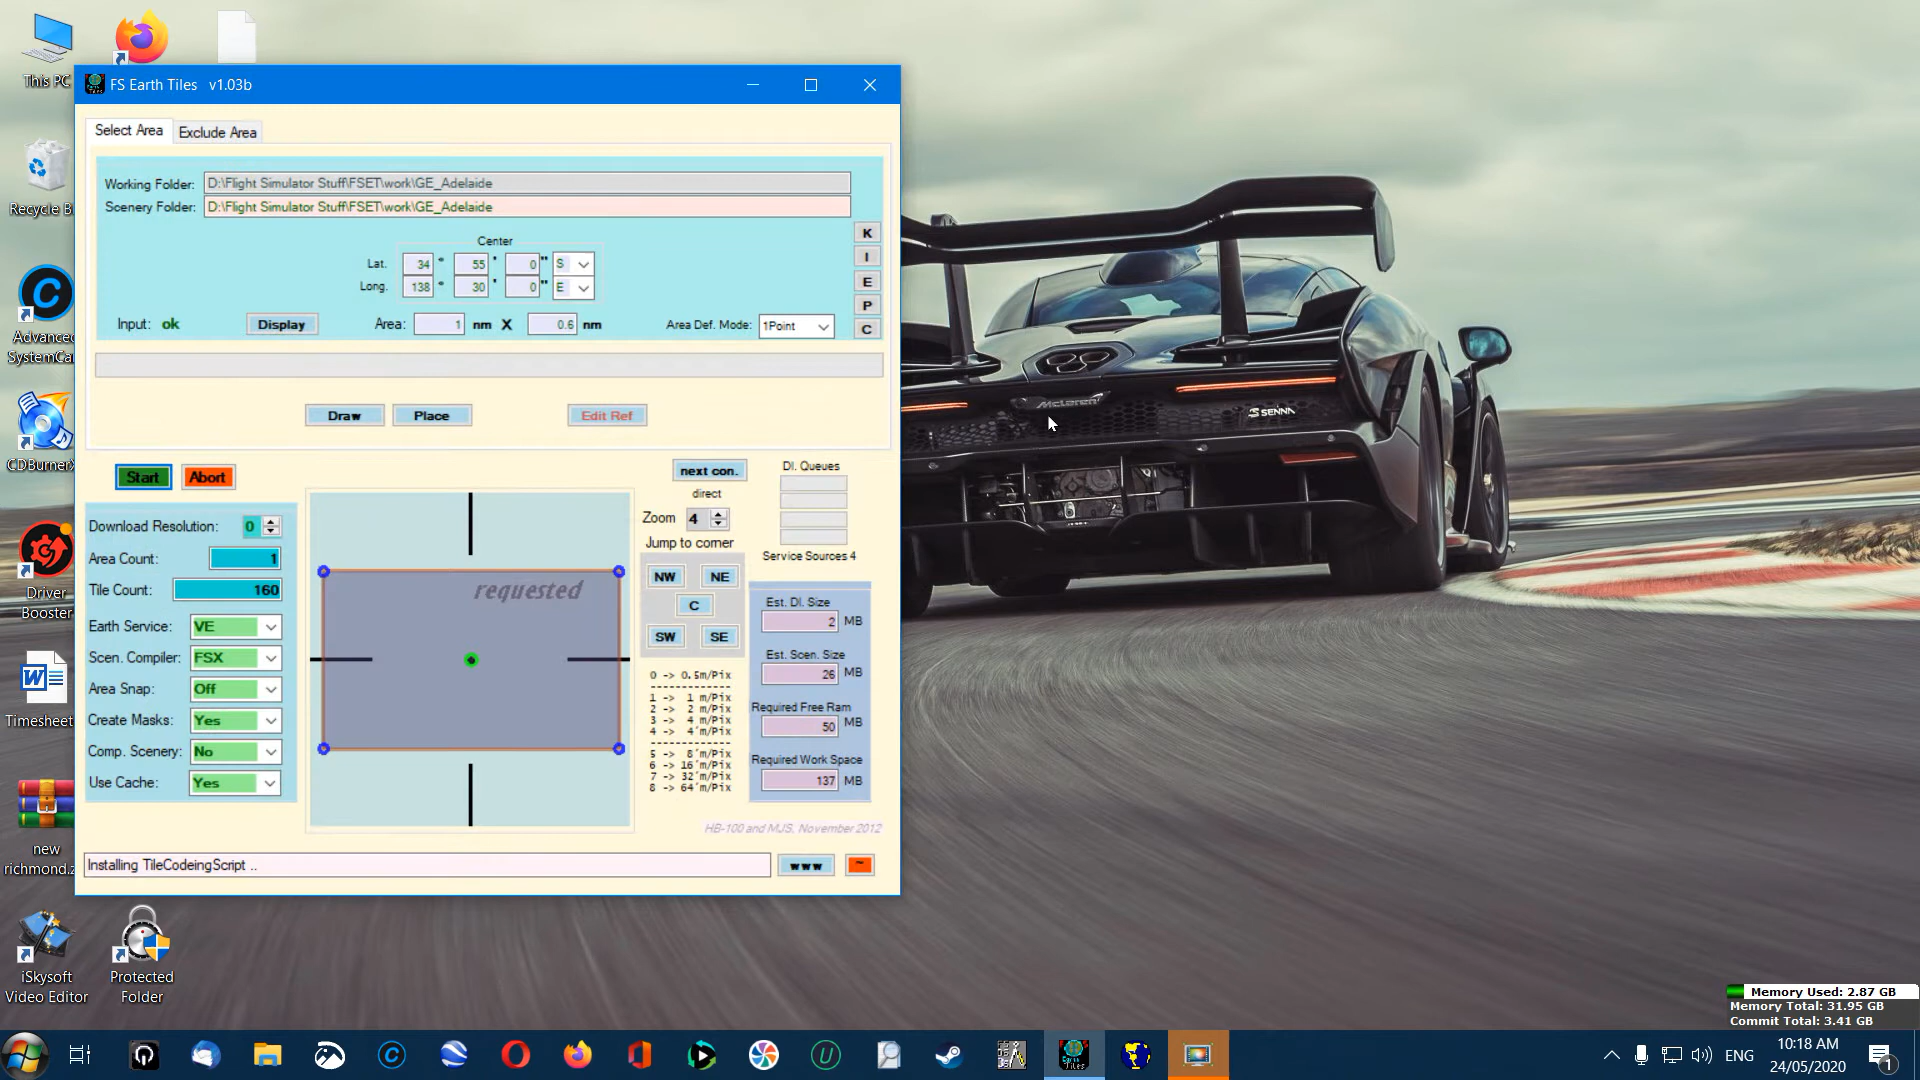 This PC
FS Earth Tiles   v1.03b
Select Area
Exclude Area
Working Folder: D:\Flight Simulator Stuff\FSET\work\GE_Adelaide
Scenery Folder: D:\Flight Simulator Stuff\FSET\work\GE_Adelaide
Center
Lat. 34 ° 55 ' 0 " S
Long. 138 ° 30 ' 0 " E
Input: ok
Display
Area: 1 nm X 0.6 nm
Area Def. Mode: 1Point
K
I
E
P
C
Draw
Place
Edit Ref
Start
Abort
next con.
direct
Zoom 4
Jump to corner
NW
NE
C
SW
SE
Dl. Queues
Service Sources 4
Download Resolution: 0
Area Count: 1
Tile Count: 160
Earth Service: VE
Scen. Compiler: FSX
Area Snap: Off
Create Masks: Yes
Comp. Scenery: No
Use Cache: Yes
requested
0 -> 0.5m/Pix
-------------
1 -> 1 m/Pix
2 -> 2 m/Pix
3 -> 4 m/Pix
4 -> 4 m/Pix
-------------
5 -> 8 m/Pix
6 -> 16 m/Pix
7 -> 32 m/Pix
8 -> 64 m/Pix
Est. Dl. Size
2 MB
Est. Scen. Size
26 MB
Required Free Ram
50 MB
Required Work Space
137 MB
HB-100 and MJS, November 2012
Installing TileCodeingScript ..
www
~
Recycle B
Advanced
SystemCa
CDBurnerX
Driver
Booster
Timesheet
new
richmond.z
iSkysoft
Video Editor
Protected
Folder
McLaren
SENNA
Memory Used: 2.87 GB
Memory Total: 31.95 GB
Commit Total: 3.41 GB
ENG
10:18 AM
24/05/2020
1